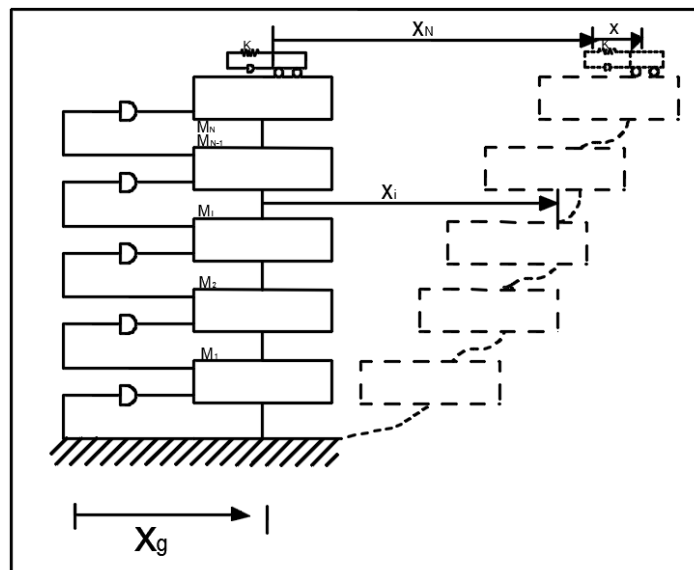 X_N X
K K
M_N
M_N-1
X_i
M_I
M_2
M_1
X_g